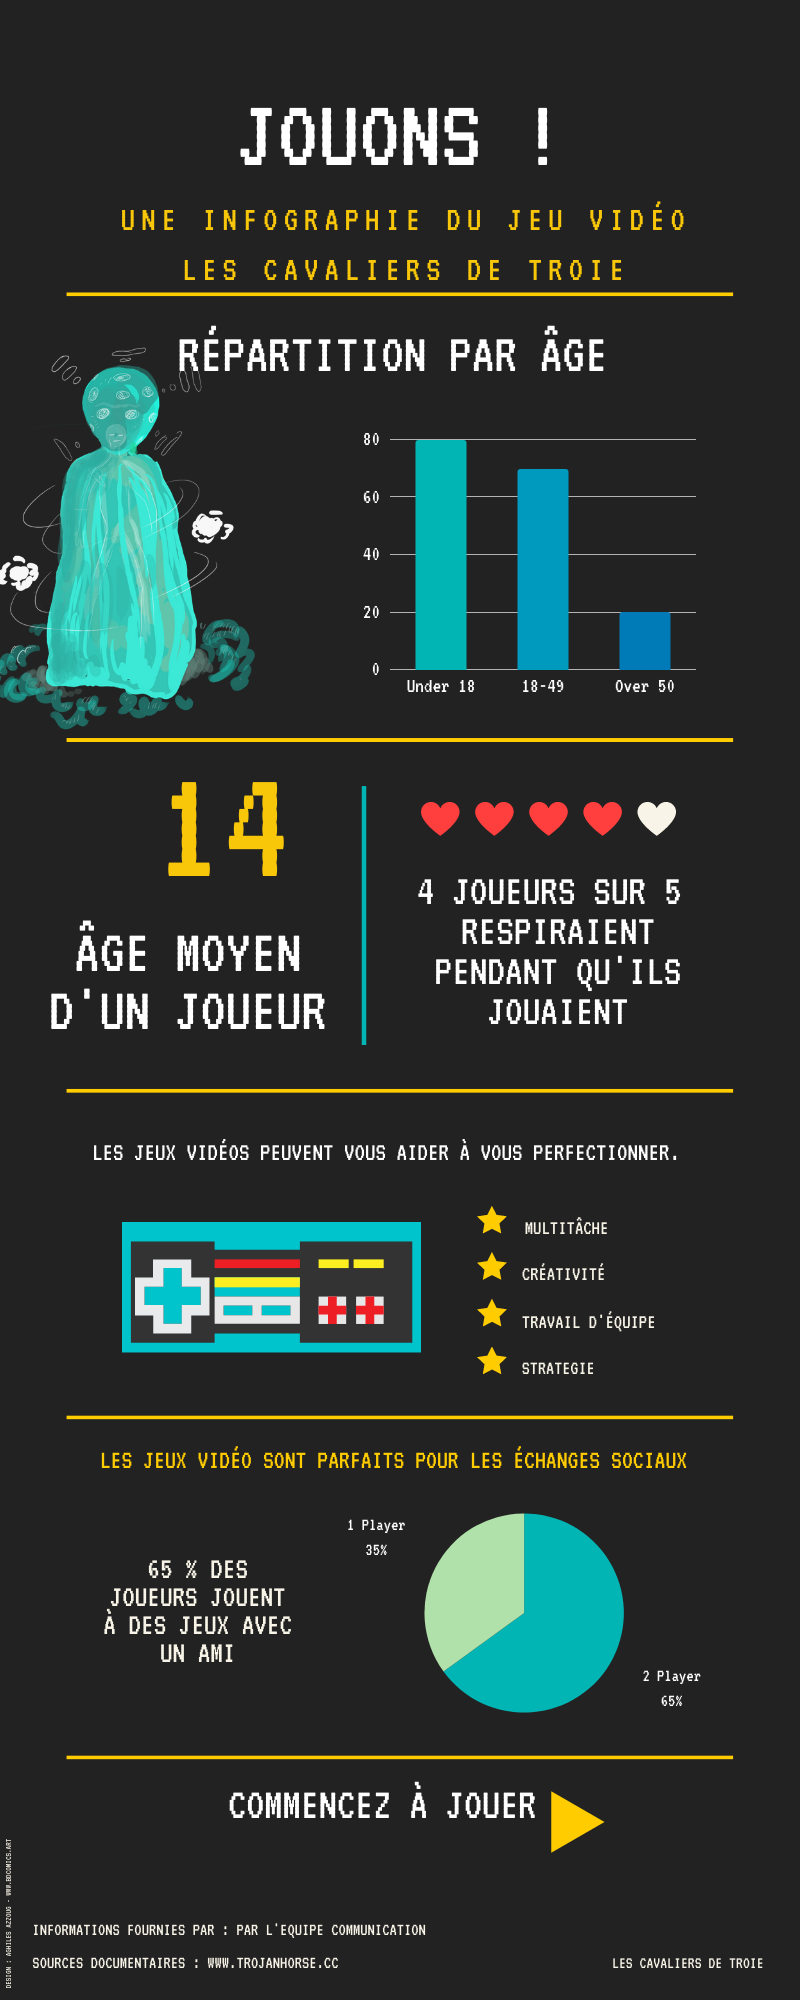 JOUONS !
UNE INFOGRAPHIE DU JEU VIDÉO
LES CAVALIERS DE TROIE
RÉPARTITION PAR ÂGE
80
60
40
20
0
Under 18
18-49
Over 50
14
ÂGE MOYEN
D'UN JOUEUR
4 JOUEURS SUR 5
RESPIRAIENT
PENDANT QU'ILS
JOUAIENT
LES JEUX VIDÉOS PEUVENT VOUS AIDER À VOUS PERFECTIONNER.
MULTITÂCHE
CRÉATIVITÉ
TRAVAIL D'ÉQUIPE
STRATEGIE
LES JEUX VIDÉO SONT PARFAITS POUR LES ÉCHANGES SOCIAUX
65 % DES
JOUEURS JOUENT
À DES JEUX AVEC
UN AMI
1 Player
35%
2 Player
65%
COMMENCEZ À JOUER
DESIGN : AGHILES AZZOUG - WWW.BDCOMICS.ART
INFORMATIONS FOURNIES PAR : PAR L'EQUIPE COMMUNICATION
SOURCES DOCUMENTAIRES : WWW.TROJANHORSE.CC
LES CAVALIERS DE TROIE